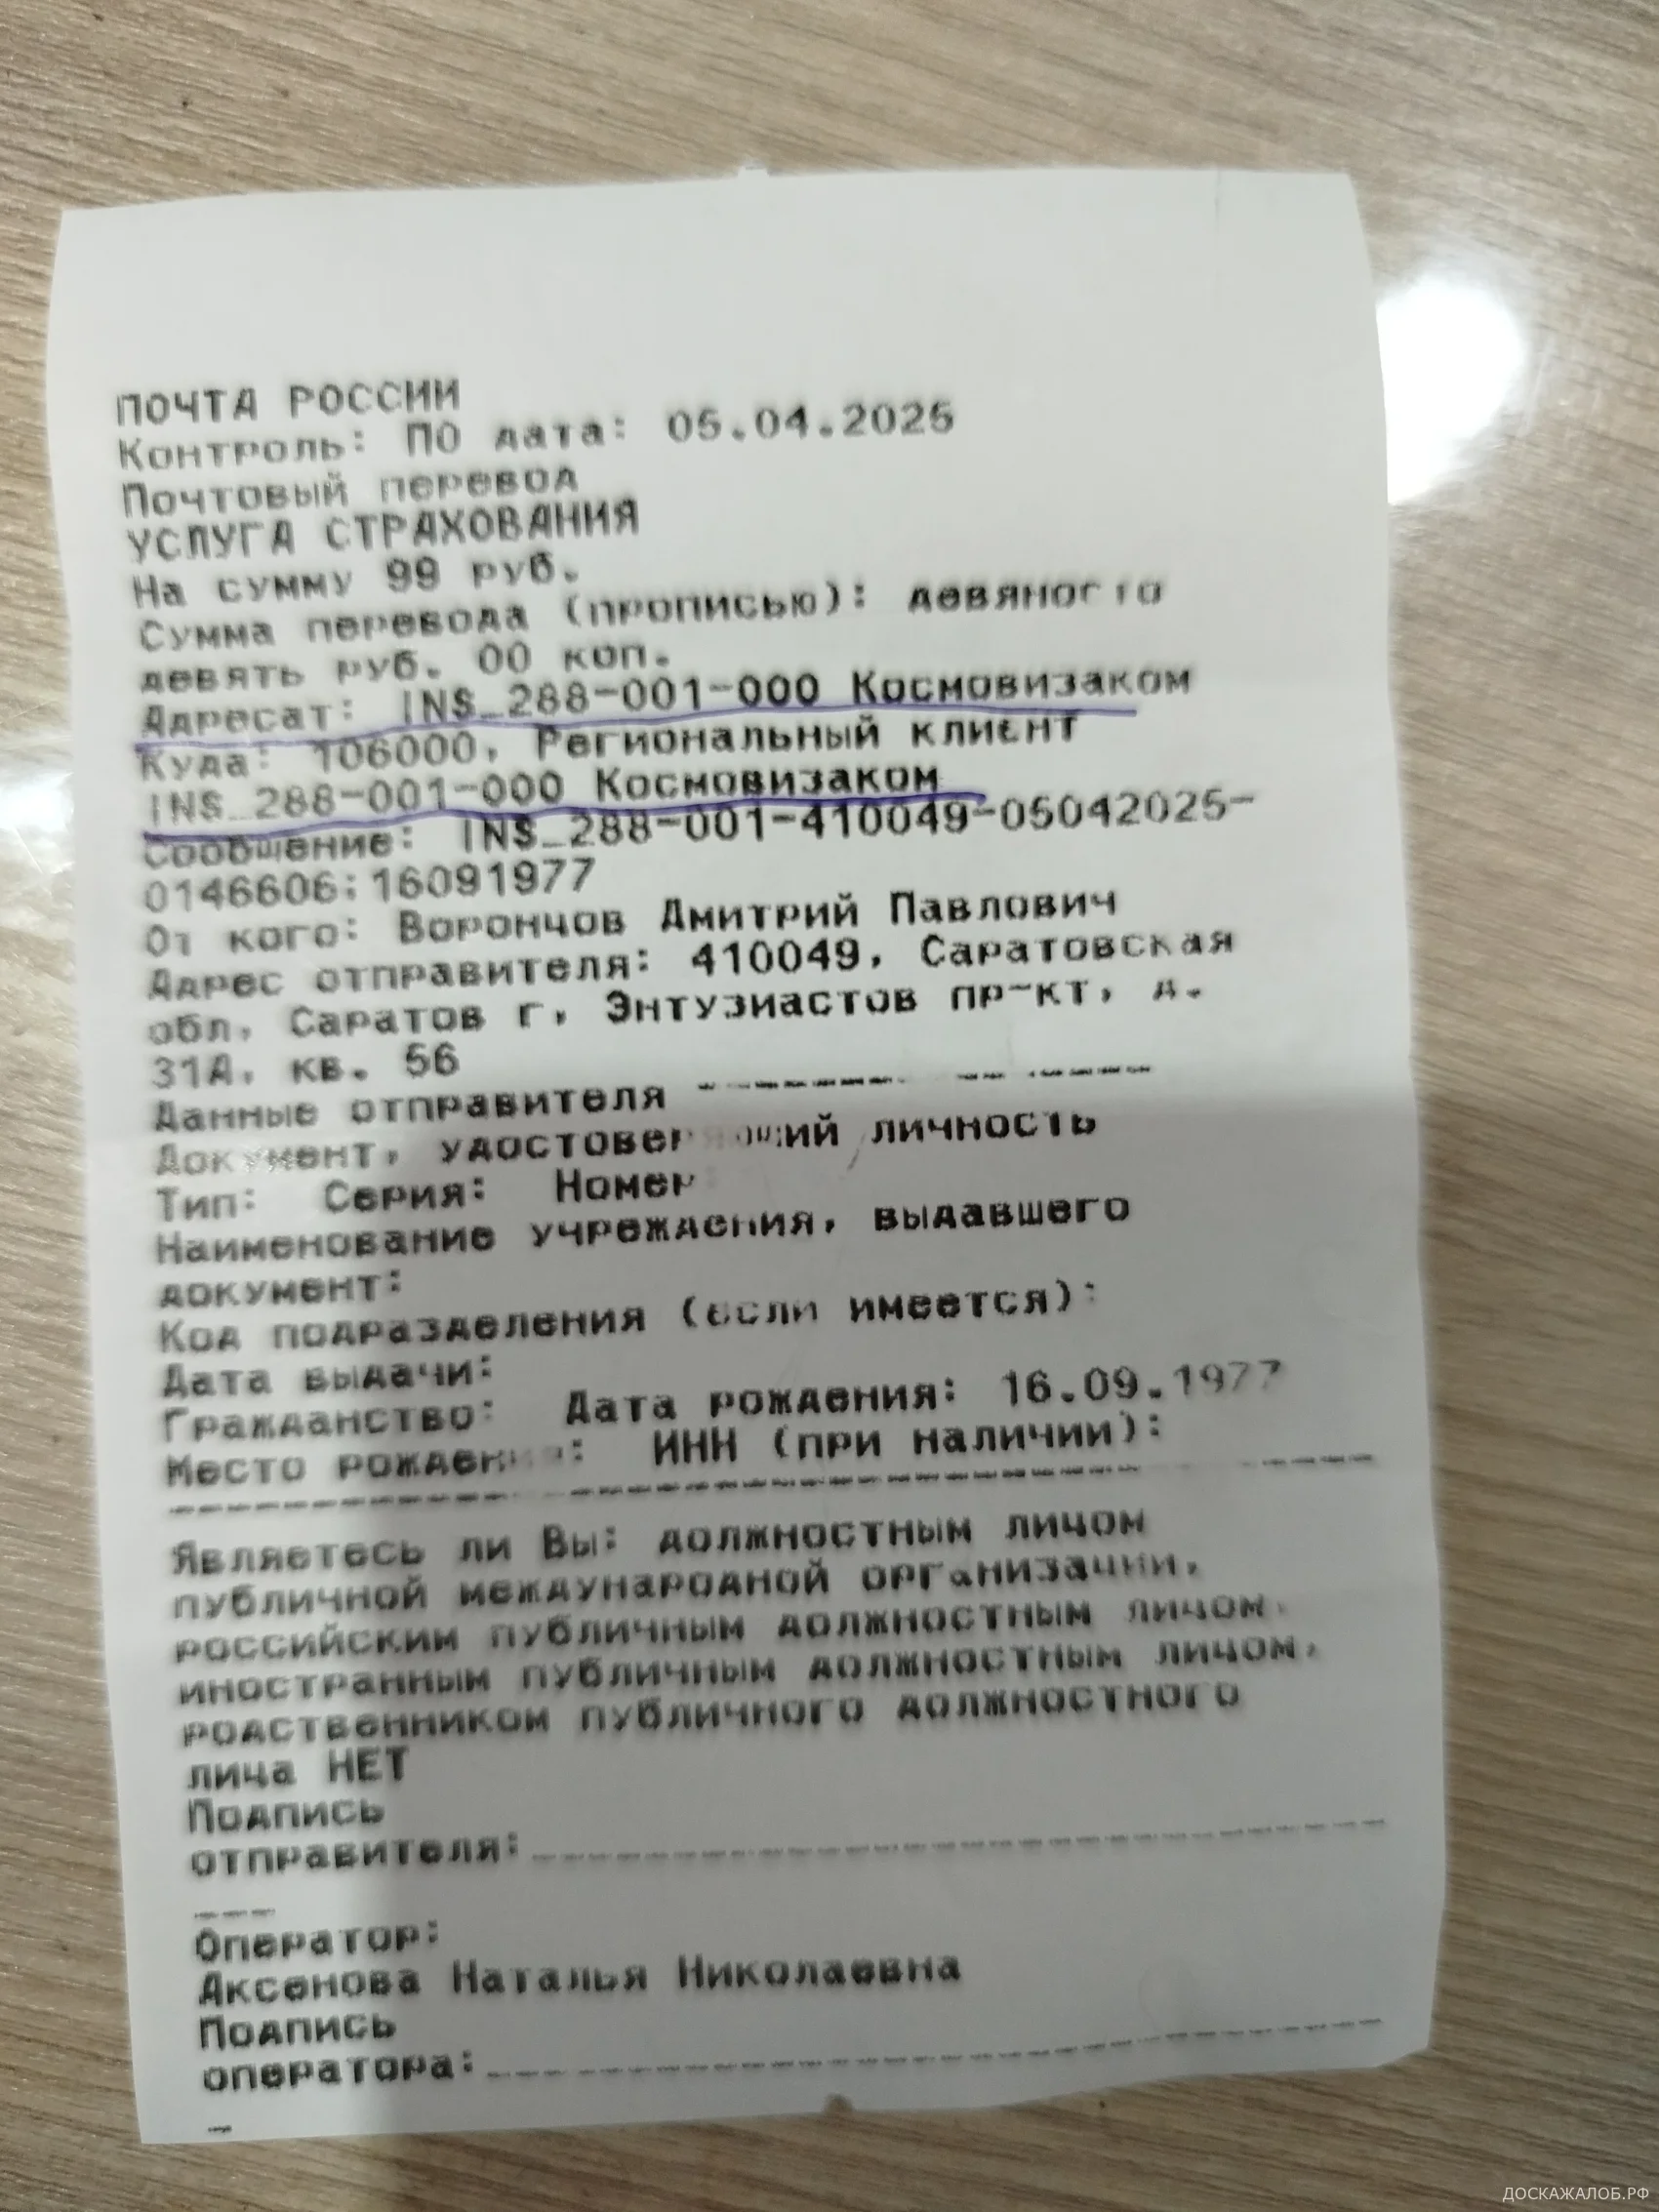 ПОЧТА РОССИИ
Контроль: ПО дата: 05.04.2025
Почтовый перевод
УСЛУГА СТРАХОВАНИЯ
На сумму 99 руб.
Сумма перевода (прописью): девяносто
девять руб. 00 коп.
Адресат: INS_288-001-000 Космовизаком
Куда: 106000, Региональный клиент
INS_288-001-000 Космовизаком
Сообщение: INS_288-001-410049-05042025-
0146606:16091977
От кого: Воронцов Дмитрий Павлович
Адрес отправителя: 410049, Саратовская
обл, Саратов г, Энтузиастов пр-кт, д.
31А, кв. 56
Данные отправителя
Документ, удостоверяющий личность
Тип: Серия: Номер
Наименование учреждения, выдавшего
документ:
Код подразделения (если имеется):
Дата выдачи:
Гражданство: Дата рождения: 16.09.1977
Место рождения: ИНН (при наличии):
Являетесь ли Вы: должностным лицом
публичной международной организации,
российским публичным должностным лицом,
иностранным публичным должностным лицом,
родственником публичного должностного
лица НЕТ
Подпись
отправителя:
Оператор:
Аксенова Наталья Николаевна
Подпись
оператора:
ДОСКАЖАЛОБ.РФ